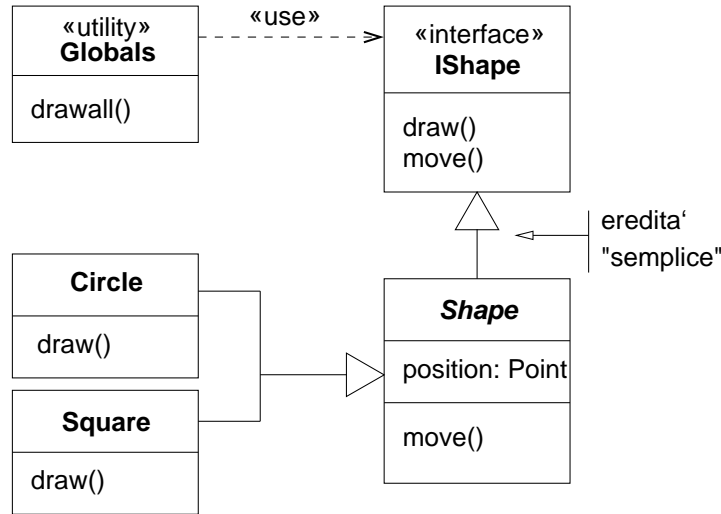 «utility»
Globals
drawall()
«use»
«interface»
IShape
draw()
move()
eredita‘
"semplice"
Circle
draw()
Square
draw()
Shape
position: Point
move()